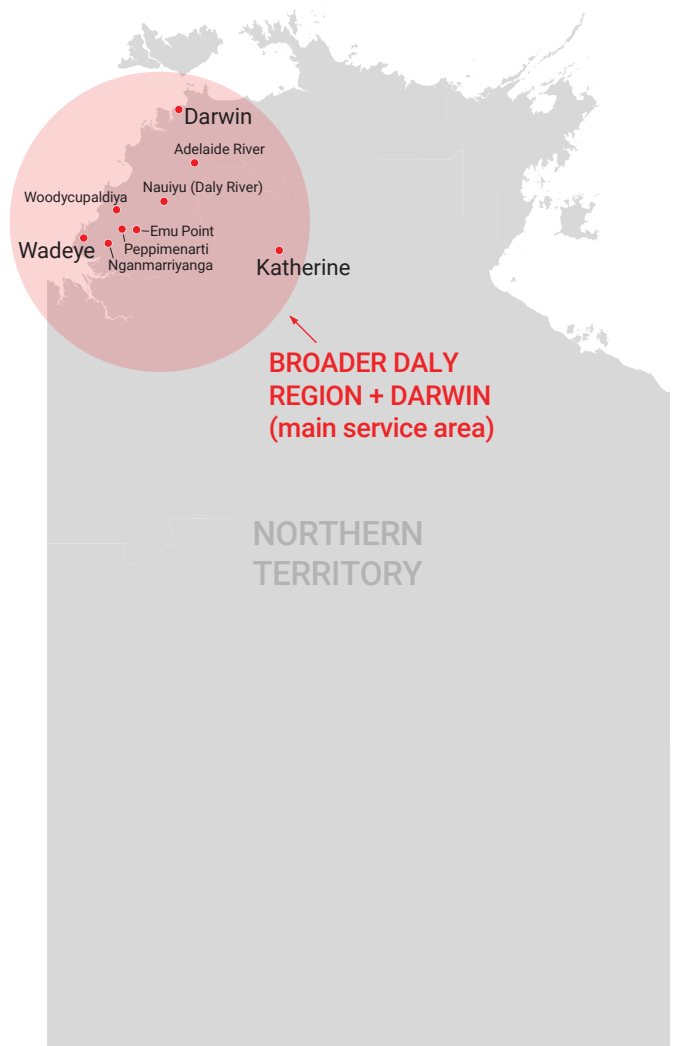 Darwin
Adelaide River
Nauiyu (Daly River)
Woodycupaldiya
Emu Point
Wadeye
Peppimenarti
Nganmarriyanga
Katherine
BROADER DALY
REGION + DARWIN
(main service area)
NORTHERN
TERRITORY